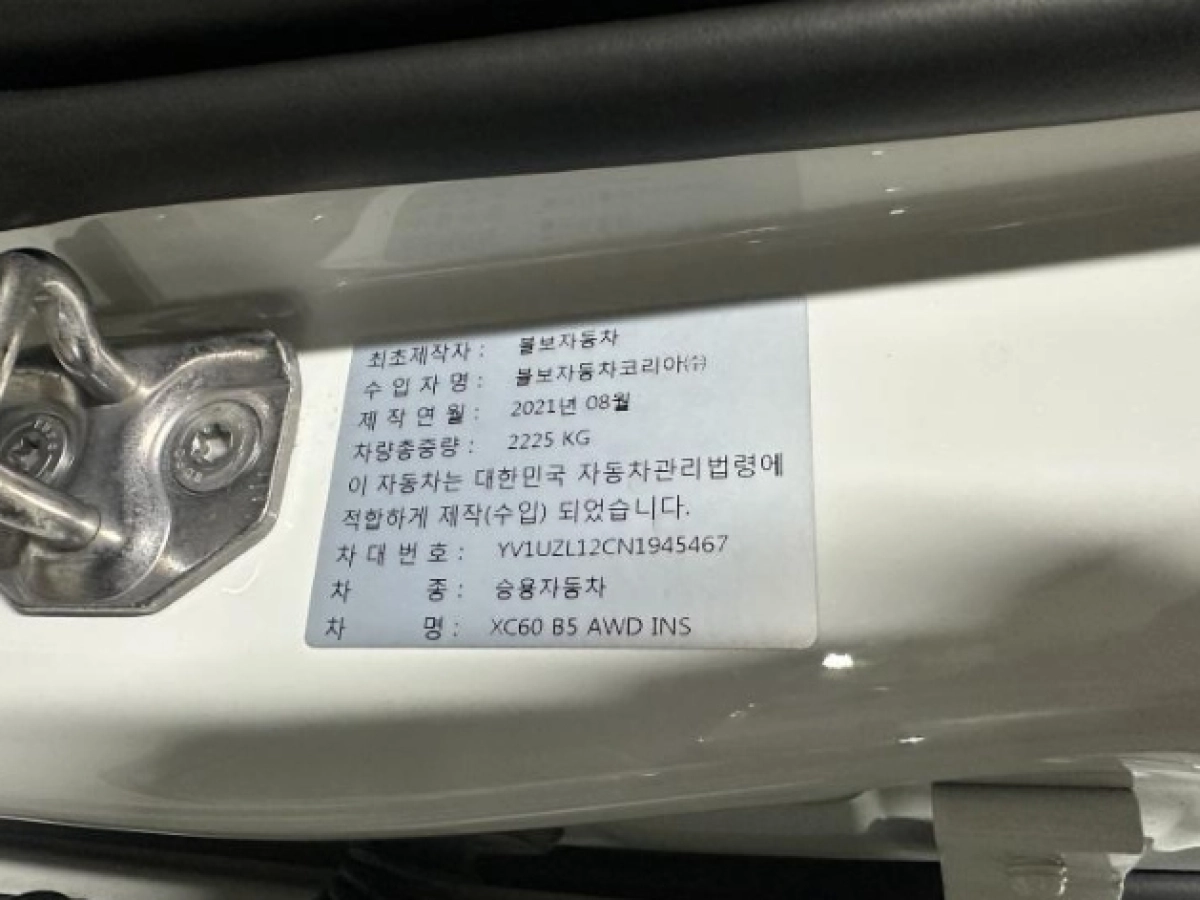 최초제작자 : 볼보자동차
수 입 자 명 : 볼보자동차코리아㈜
제 작 연 월 : 2021년 08월
차량총중량 : 2225 KG
이 자동차는 대한민국 자동차관리법령에
적합하게 제작(수입) 되었습니다.
차 대 번 호 : YV1UZL12CN1945467
차 종 : 승용자동차
차 명 : XC60 B5 AWD INS